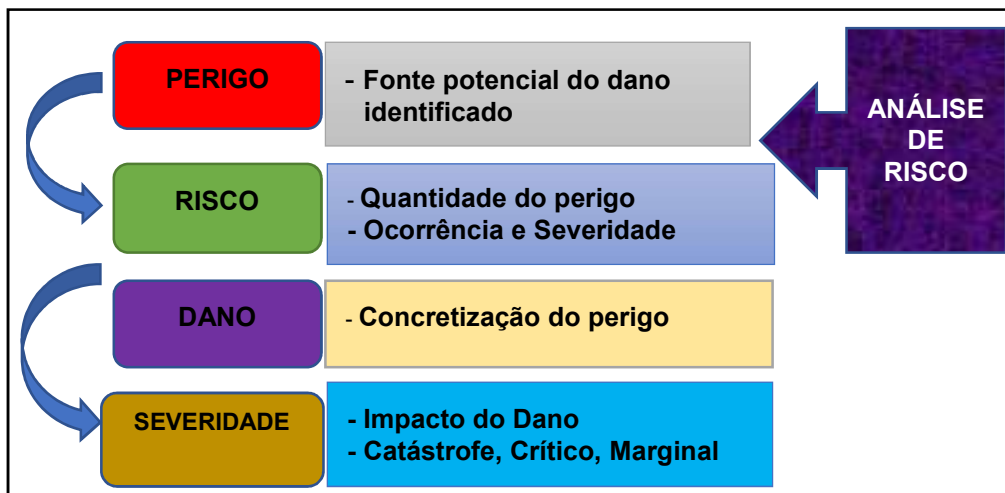 PERIGO
- Fonte potencial do dano
identificado
RISCO
- Quantidade do perigo
- Ocorrência e Severidade
DANO
- Concretização do perigo
SEVERIDADE
- Impacto do Dano
- Catástrofe, Crítico, Marginal
ANÁLISE
DE
RISCO